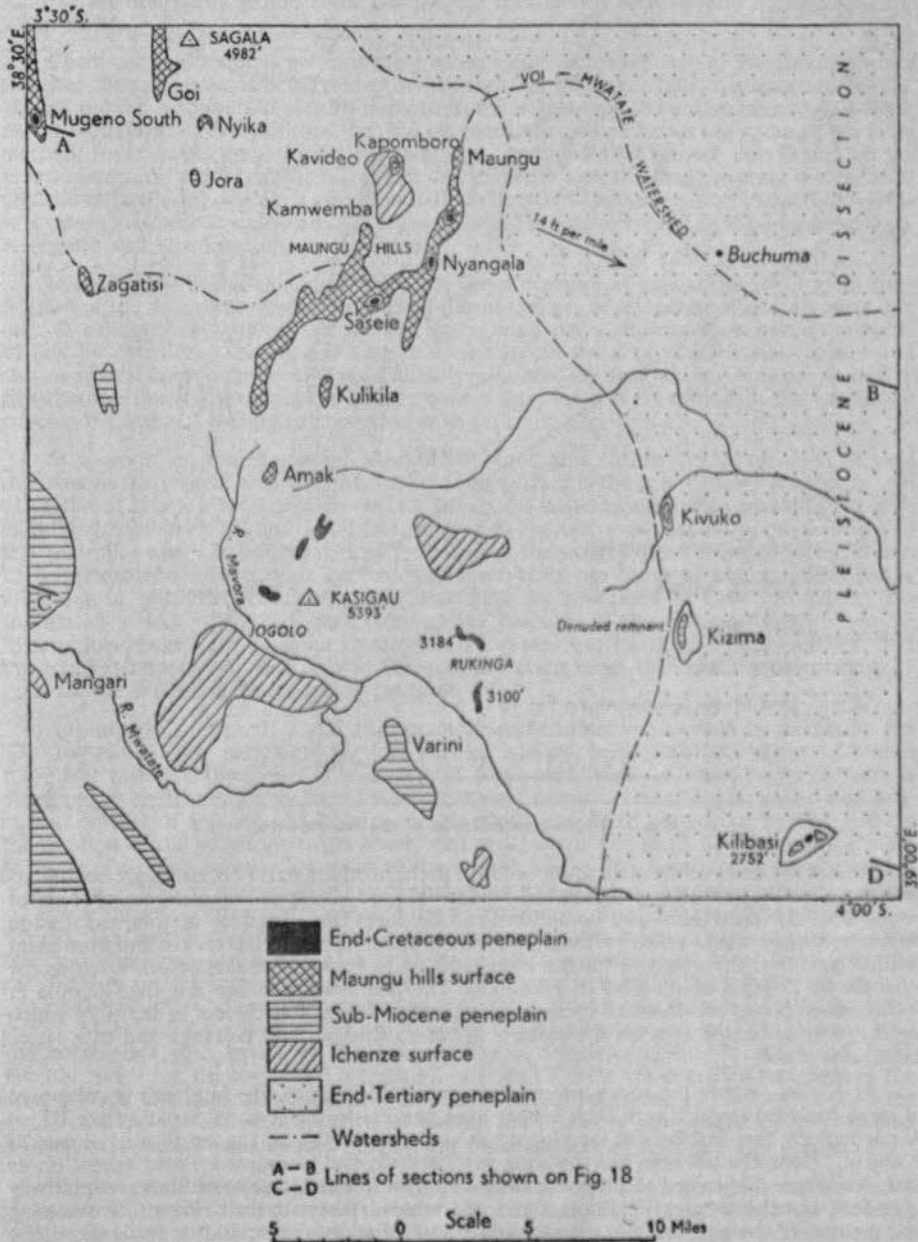 3°30'S.
38°30'E
SAGALA
4982'
Goi
Mugeno South
A
Nyika
Jora
VOI
MWATATE
WATERSHED
Kapomboro
Kavideo
Maungu
Kamwemba
MAUNGU HILLS
14 ft per mile
Buchuma
Nyangala
Zagatisi
Saseie
PLEISTOCENE DISSECTION
Kulikila
B
Amak
R. Mavora
Kivuko
C
KASIGAU
5393'
JOGOLO
3184'
RUKINGA
3100'
Denuded remnant
Kizima
Mangari
R. Mwatate
Varini
Kilibasi
2752'
D
39°00'E
4°00'S.
End-Cretaceous peneplain
Maungu hills surface
Sub-Miocene peneplain
Ichenze surface
End-Tertiary peneplain
Watersheds
A – B
C – D
Lines of sections shown on Fig. 18
5 0 Scale 5 10 Miles